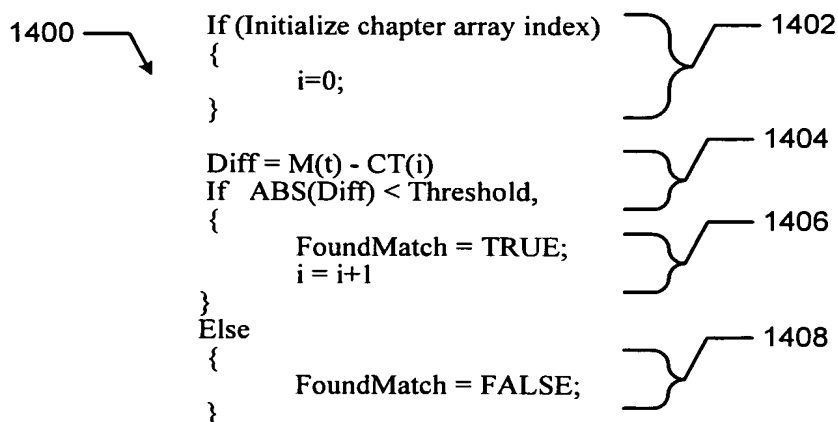 1400
If (Initialize chapter array index)
1402
{
i=0;
}
1404
Diff = M(t) - CT(i)
If ABS(Diff) < Threshold,
{
1406
FoundMatch = TRUE;
i = i+1
}
Else
1408
{
FoundMatch = FALSE;
}